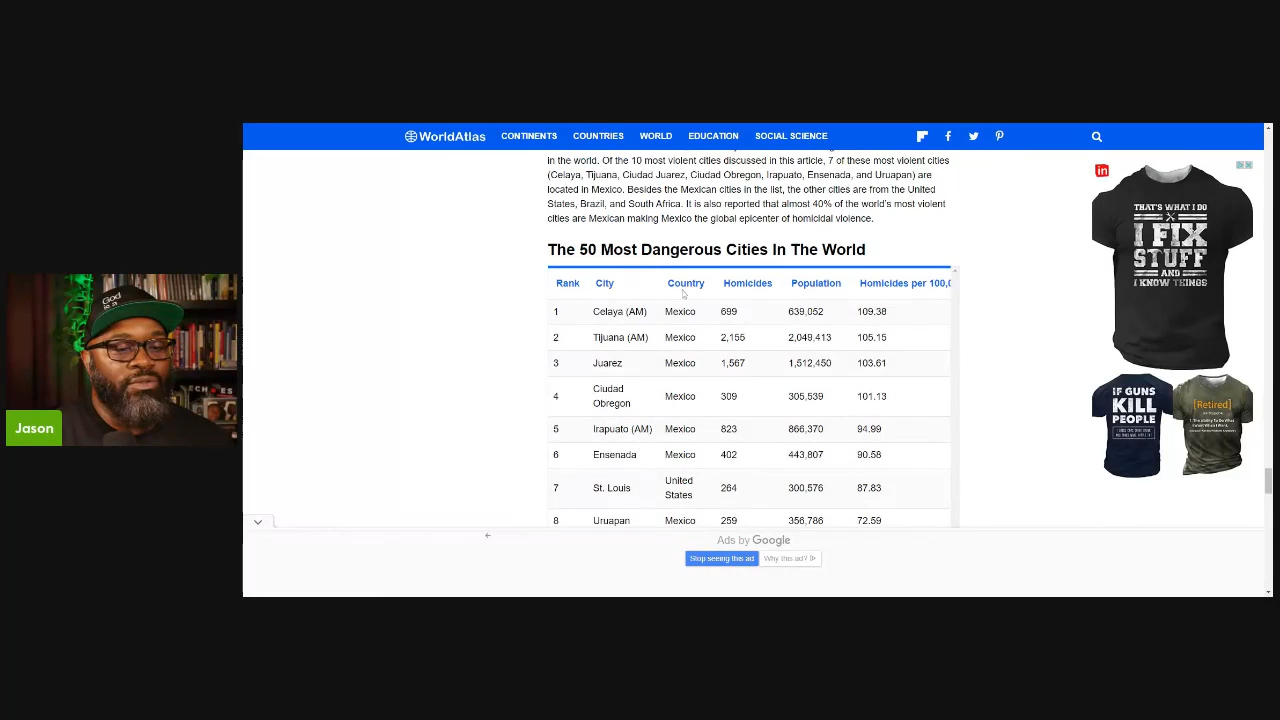 WorldAtlas CONTINENTS COUNTRIES WORLD EDUCATION SOCIAL SCIENCE
in the world. Of the 10 most violent cities discussed in this article, 7 of these most violent cities
(Celaya, Tijuana, Ciudad Juarez, Ciudad Obregon, Irapuato, Ensenada, and Uruapan) are
located in Mexico. Besides the Mexican cities in the list, the other cities are from the United
States, Brazil, and South Africa. It is also reported that almost 40% of the world's most violent
cities are Mexican making Mexico the global epicenter of homicidal violence.
The 50 Most Dangerous Cities In The World
Rank City Country Homicides Population Homicides per 100,0
1 Celaya (AM) Mexico 699 639,052 109.38
2 Tijuana (AM) Mexico 2,155 2,049,413 105.15
3 Juarez Mexico 1,567 1,512,450 103.61
4 Ciudad Obregon Mexico 309 305,539 101.13
5 Irapuato (AM) Mexico 823 866,370 94.99
6 Ensenada Mexico 402 443,807 90.58
7 St. Louis United States 264 300,576 87.83
8 Uruapan Mexico 259 356,786 72.59
Ads by Google
Stop seeing this ad Why this ad?
in
THAT'S WHAT I DO
I FIX
STUFF
AND
I KNOW THINGS
IF GUNS
KILL
PEOPLE
[Retired]
God
is a
Jason